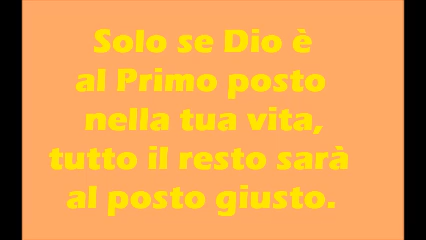 Solo se Dio è
al Primo posto
nella tua vita,
tutto il resto sarà
al posto giusto.